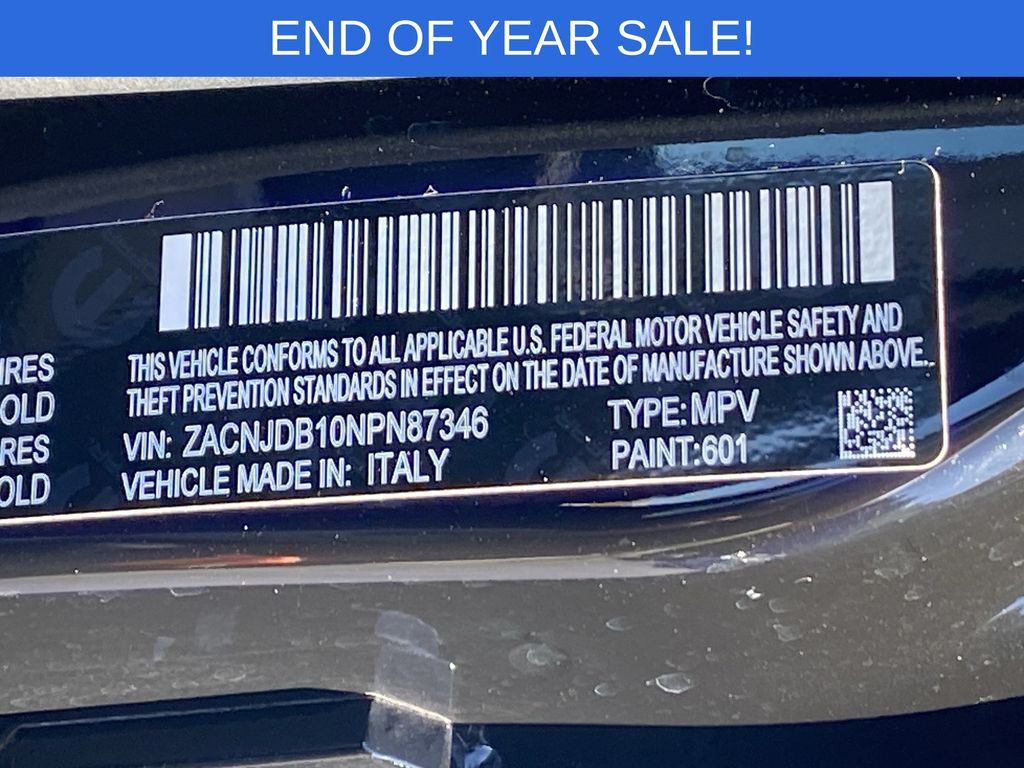 END OF YEAR SALE!
THIS VEHICLE CONFORMS TO ALL APPLICABLE U.S. FEDERAL MOTOR VEHICLE SAFETY AND
THEFT PREVENTION STANDARDS IN EFFECT ON THE DATE OF MANUFACTURE SHOWN ABOVE.
VIN: ZACNJDB10NPN87346 TYPE: MPV
VEHICLE MADE IN: ITALY PAINT:601
IRES
OLD
RES
OLD